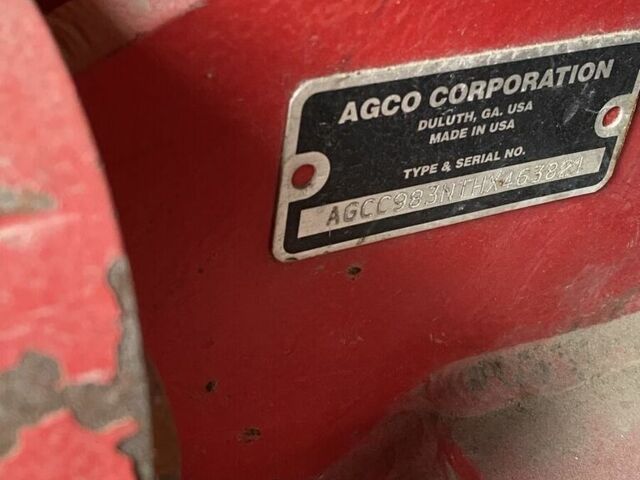 AGCO CORPORATION
DULUTH, GA. USA
MADE IN USA
TYPE & SERIAL NO.
AGCC983NTHX463821